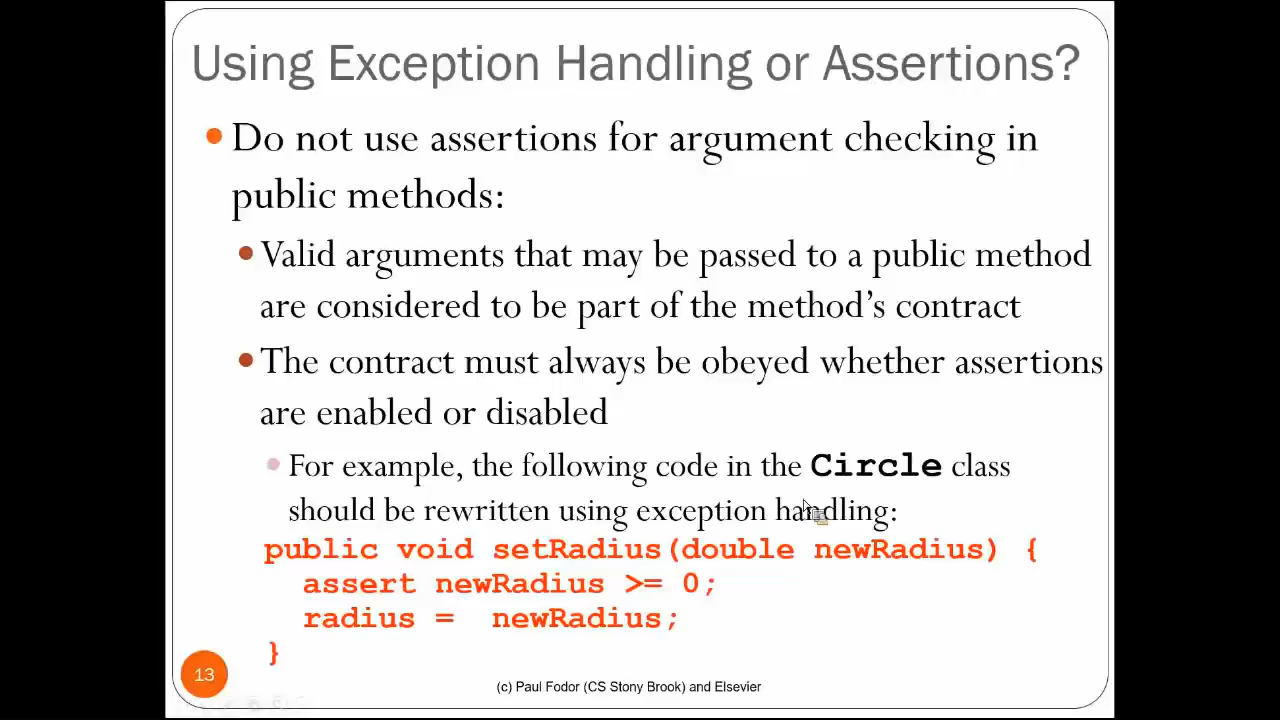 Using Exception Handling or Assertions?
Do not use assertions for argument checking in
public methods:
Valid arguments that may be passed to a public method
are considered to be part of the method's contract
The contract must always be obeyed whether assertions
are enabled or disabled
For example, the following code in the Circle class
should be rewritten using exception handling:
public void setRadius(double newRadius) {
assert newRadius >= 0;
radius =  newRadius;
}
13
(c) Paul Fodor (CS Stony Brook) and Elsevier